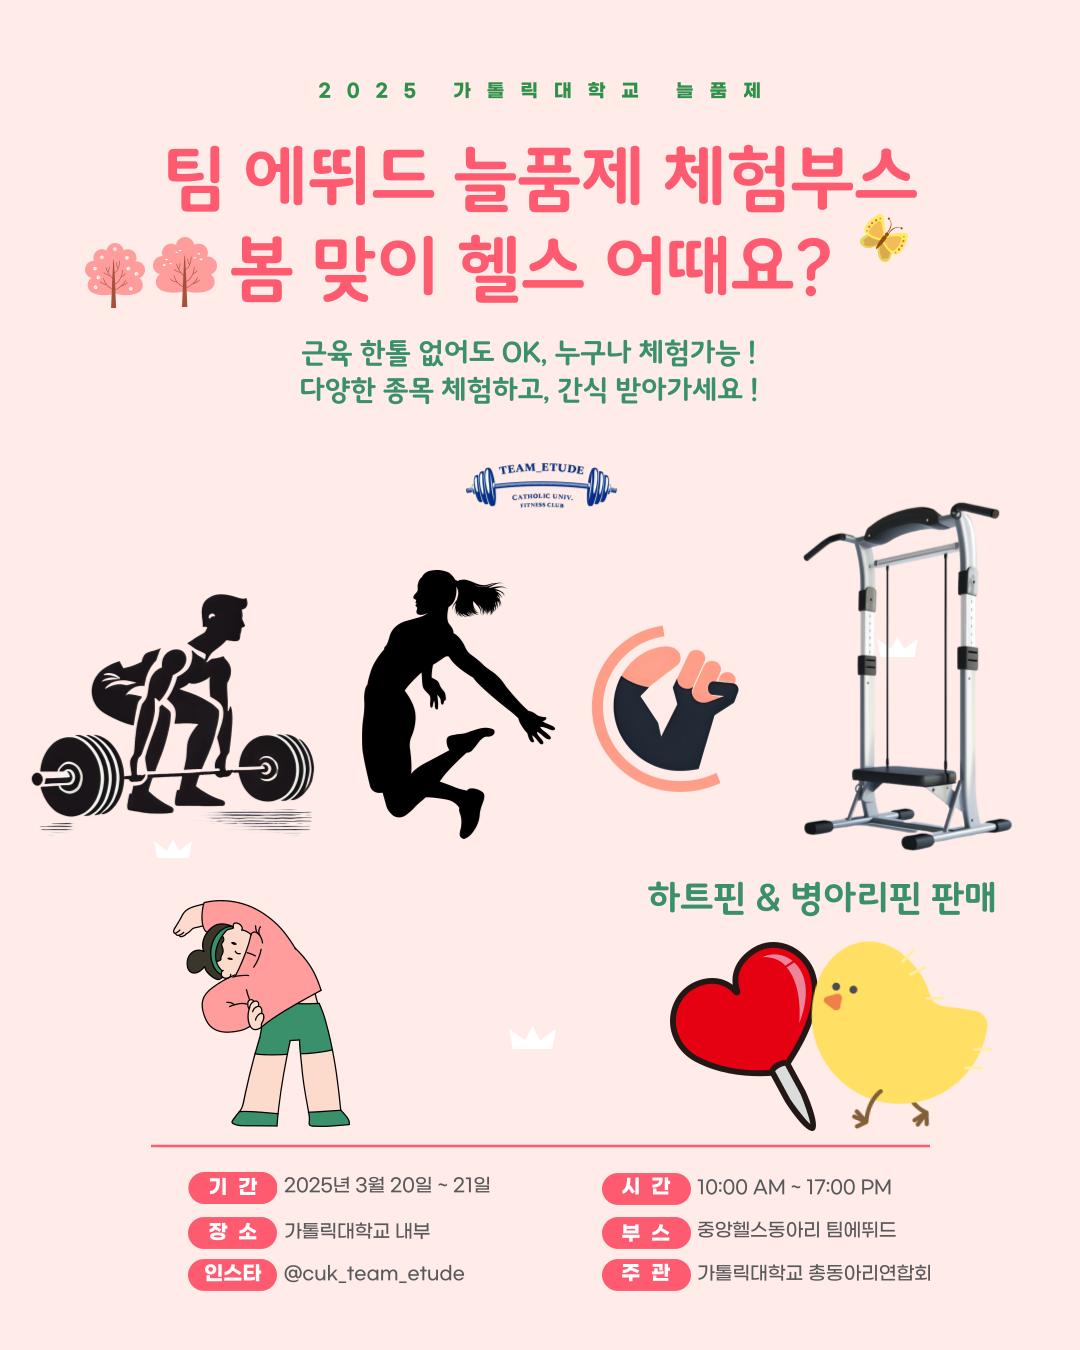 2025 가톨릭대학교 늘품제
팀 에뛰드 늘품제 체험부스
봄 맞이 헬스 어때요?
근육 한톨 없어도 OK, 누구나 체험가능 !
다양한 종목 체험하고, 간식 받아가세요 !
TEAM_ETUDE
CATHOLIC UNIV.
FITNESS CLUB
하트핀 & 병아리핀 판매
기 간 2025년 3월 20일 ~ 21일
시 간 10:00 AM ~ 17:00 PM
장 소 가톨릭대학교 내부
부 스 중앙헬스동아리 팀에뛰드
인스타 @cuk_team_etude
주 관 가톨릭대학교 총동아리연합회